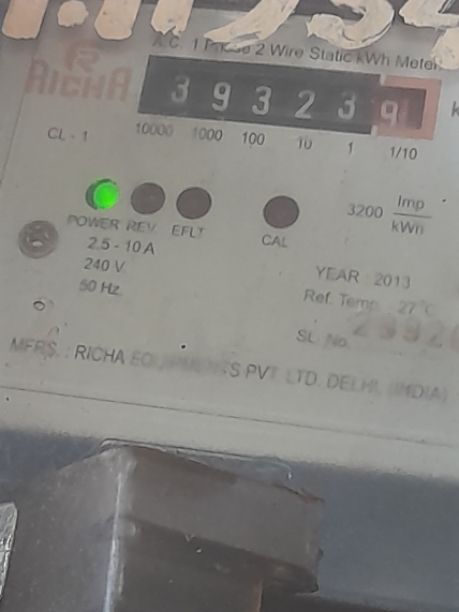 A.C. 1 Phase 2 Wire Static kWh Meter
RICHA
3 9 3 2 3 9
10000 1000 100 10 1 1/10
CL - 1
POWER REV. EFLT CAL
3200 Imp/kWh
2.5 - 10 A
240 V
50 Hz.
YEAR : 2013
Ref. Temp. 27°C
SL. No.
MFRS. : RICHA EQUIPMENTS PVT. LTD. DELHI, (INDIA)